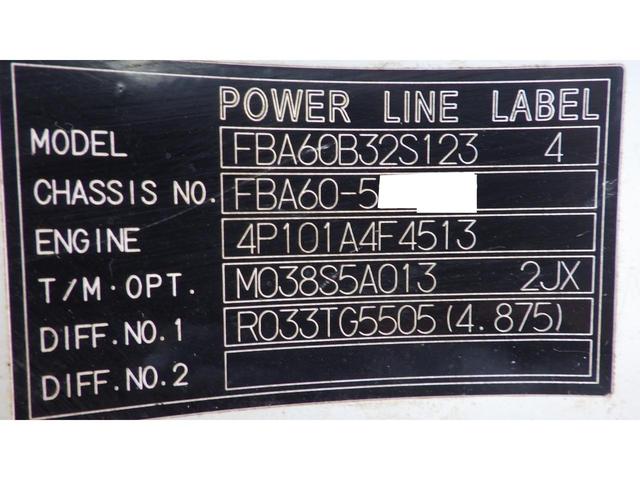 POWER LINE LABEL
MODEL FBA60B32S123 4
CHASSIS NO. FBA60-5
ENGINE 4P101A4F4513
T/M·OPT. M038S5A013 2JX
DIFF.NO.1 R033TG5505(4.875)
DIFF.NO.2